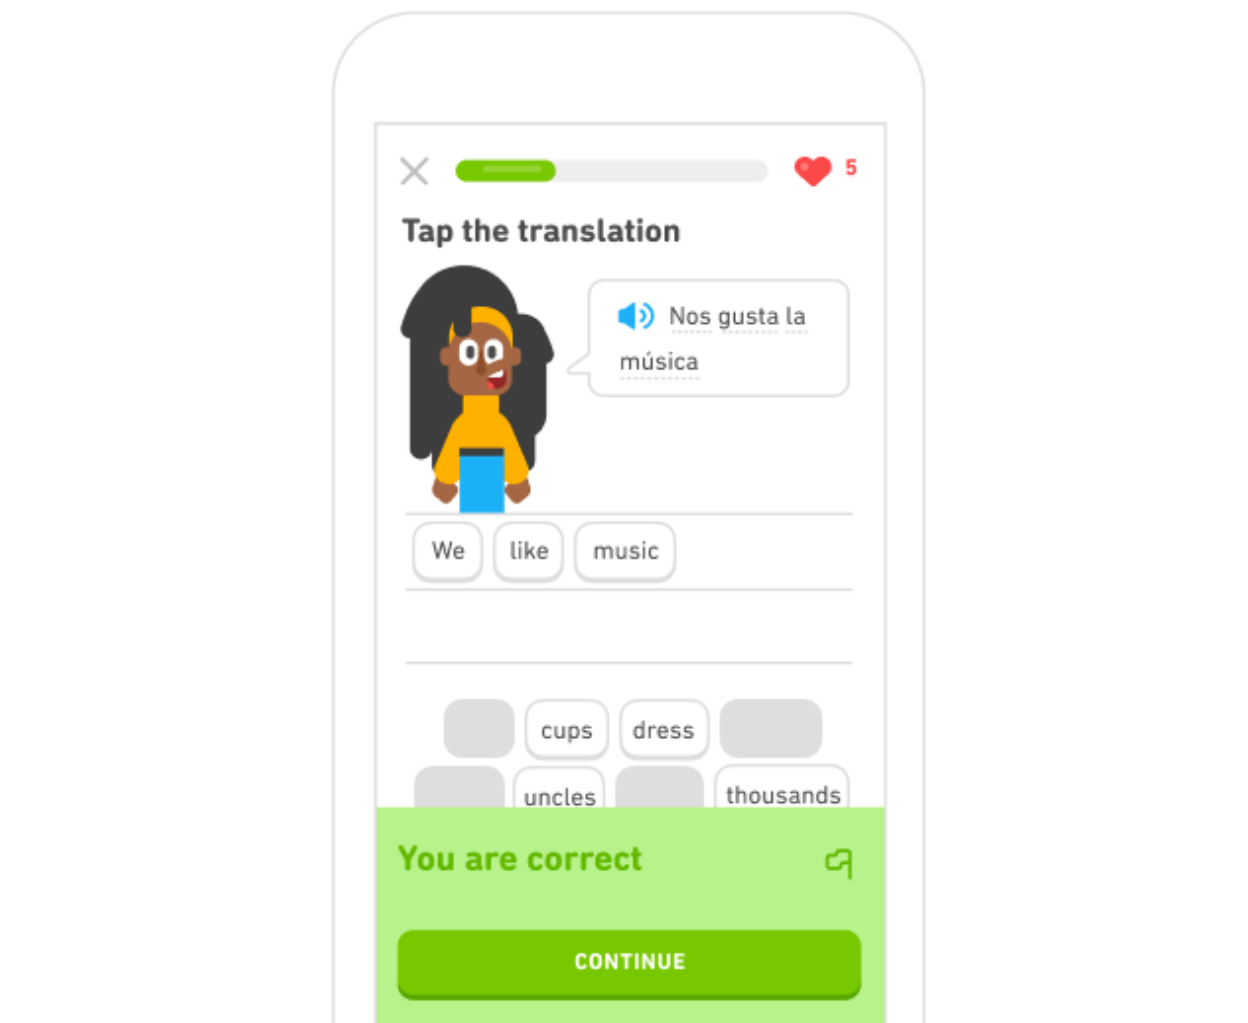 5
Tap the translation
Nos gusta la
música
We like music
cups dress
uncles thousands
You are correct
CONTINUE